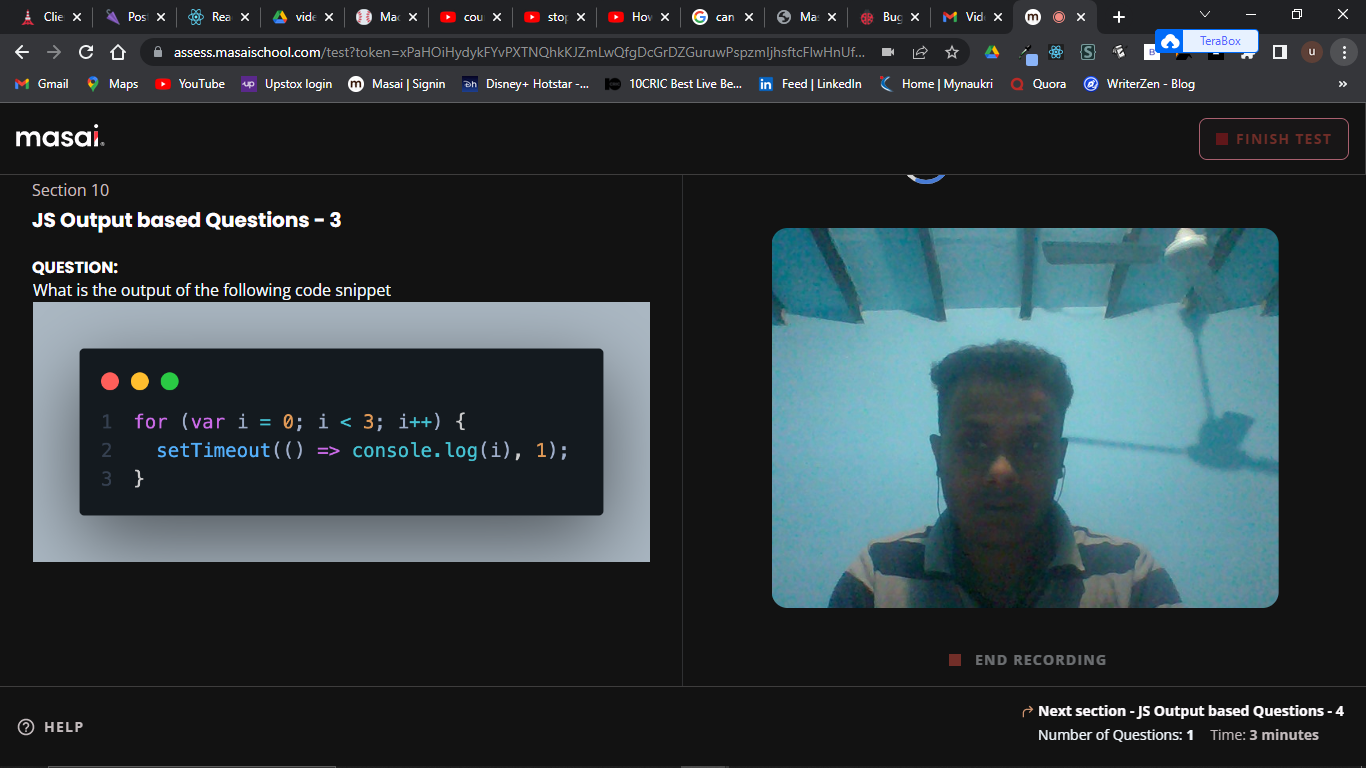 Clie
Post
Rea
vide
Mac
cou
stop
How
can
Mas
Bug
Vid
m
assess.masaischool.com/test?token=xPaHOiHydykFYvPXTNQhkKJZmLwQfgDcGrDZGuruwPspzmIjhsftcFlwHnUf...
TeraBox
u
Gmail
Maps
YouTube
up Upstox login
m Masai | Signin
Disney+ Hotstar -...
10CRIC Best Live Be...
in Feed | LinkedIn
Home | Mynaukri
Quora
WriterZen - Blog
»
masai.
FINISH TEST
Section 10
JS Output based Questions - 3
QUESTION:
What is the output of the following code snippet
1 for (var i = 0; i < 3; i++) {
2 setTimeout(() => console.log(i), 1);
3 }
END RECORDING
? HELP
Next section - JS Output based Questions - 4
Number of Questions: 1 Time: 3 minutes